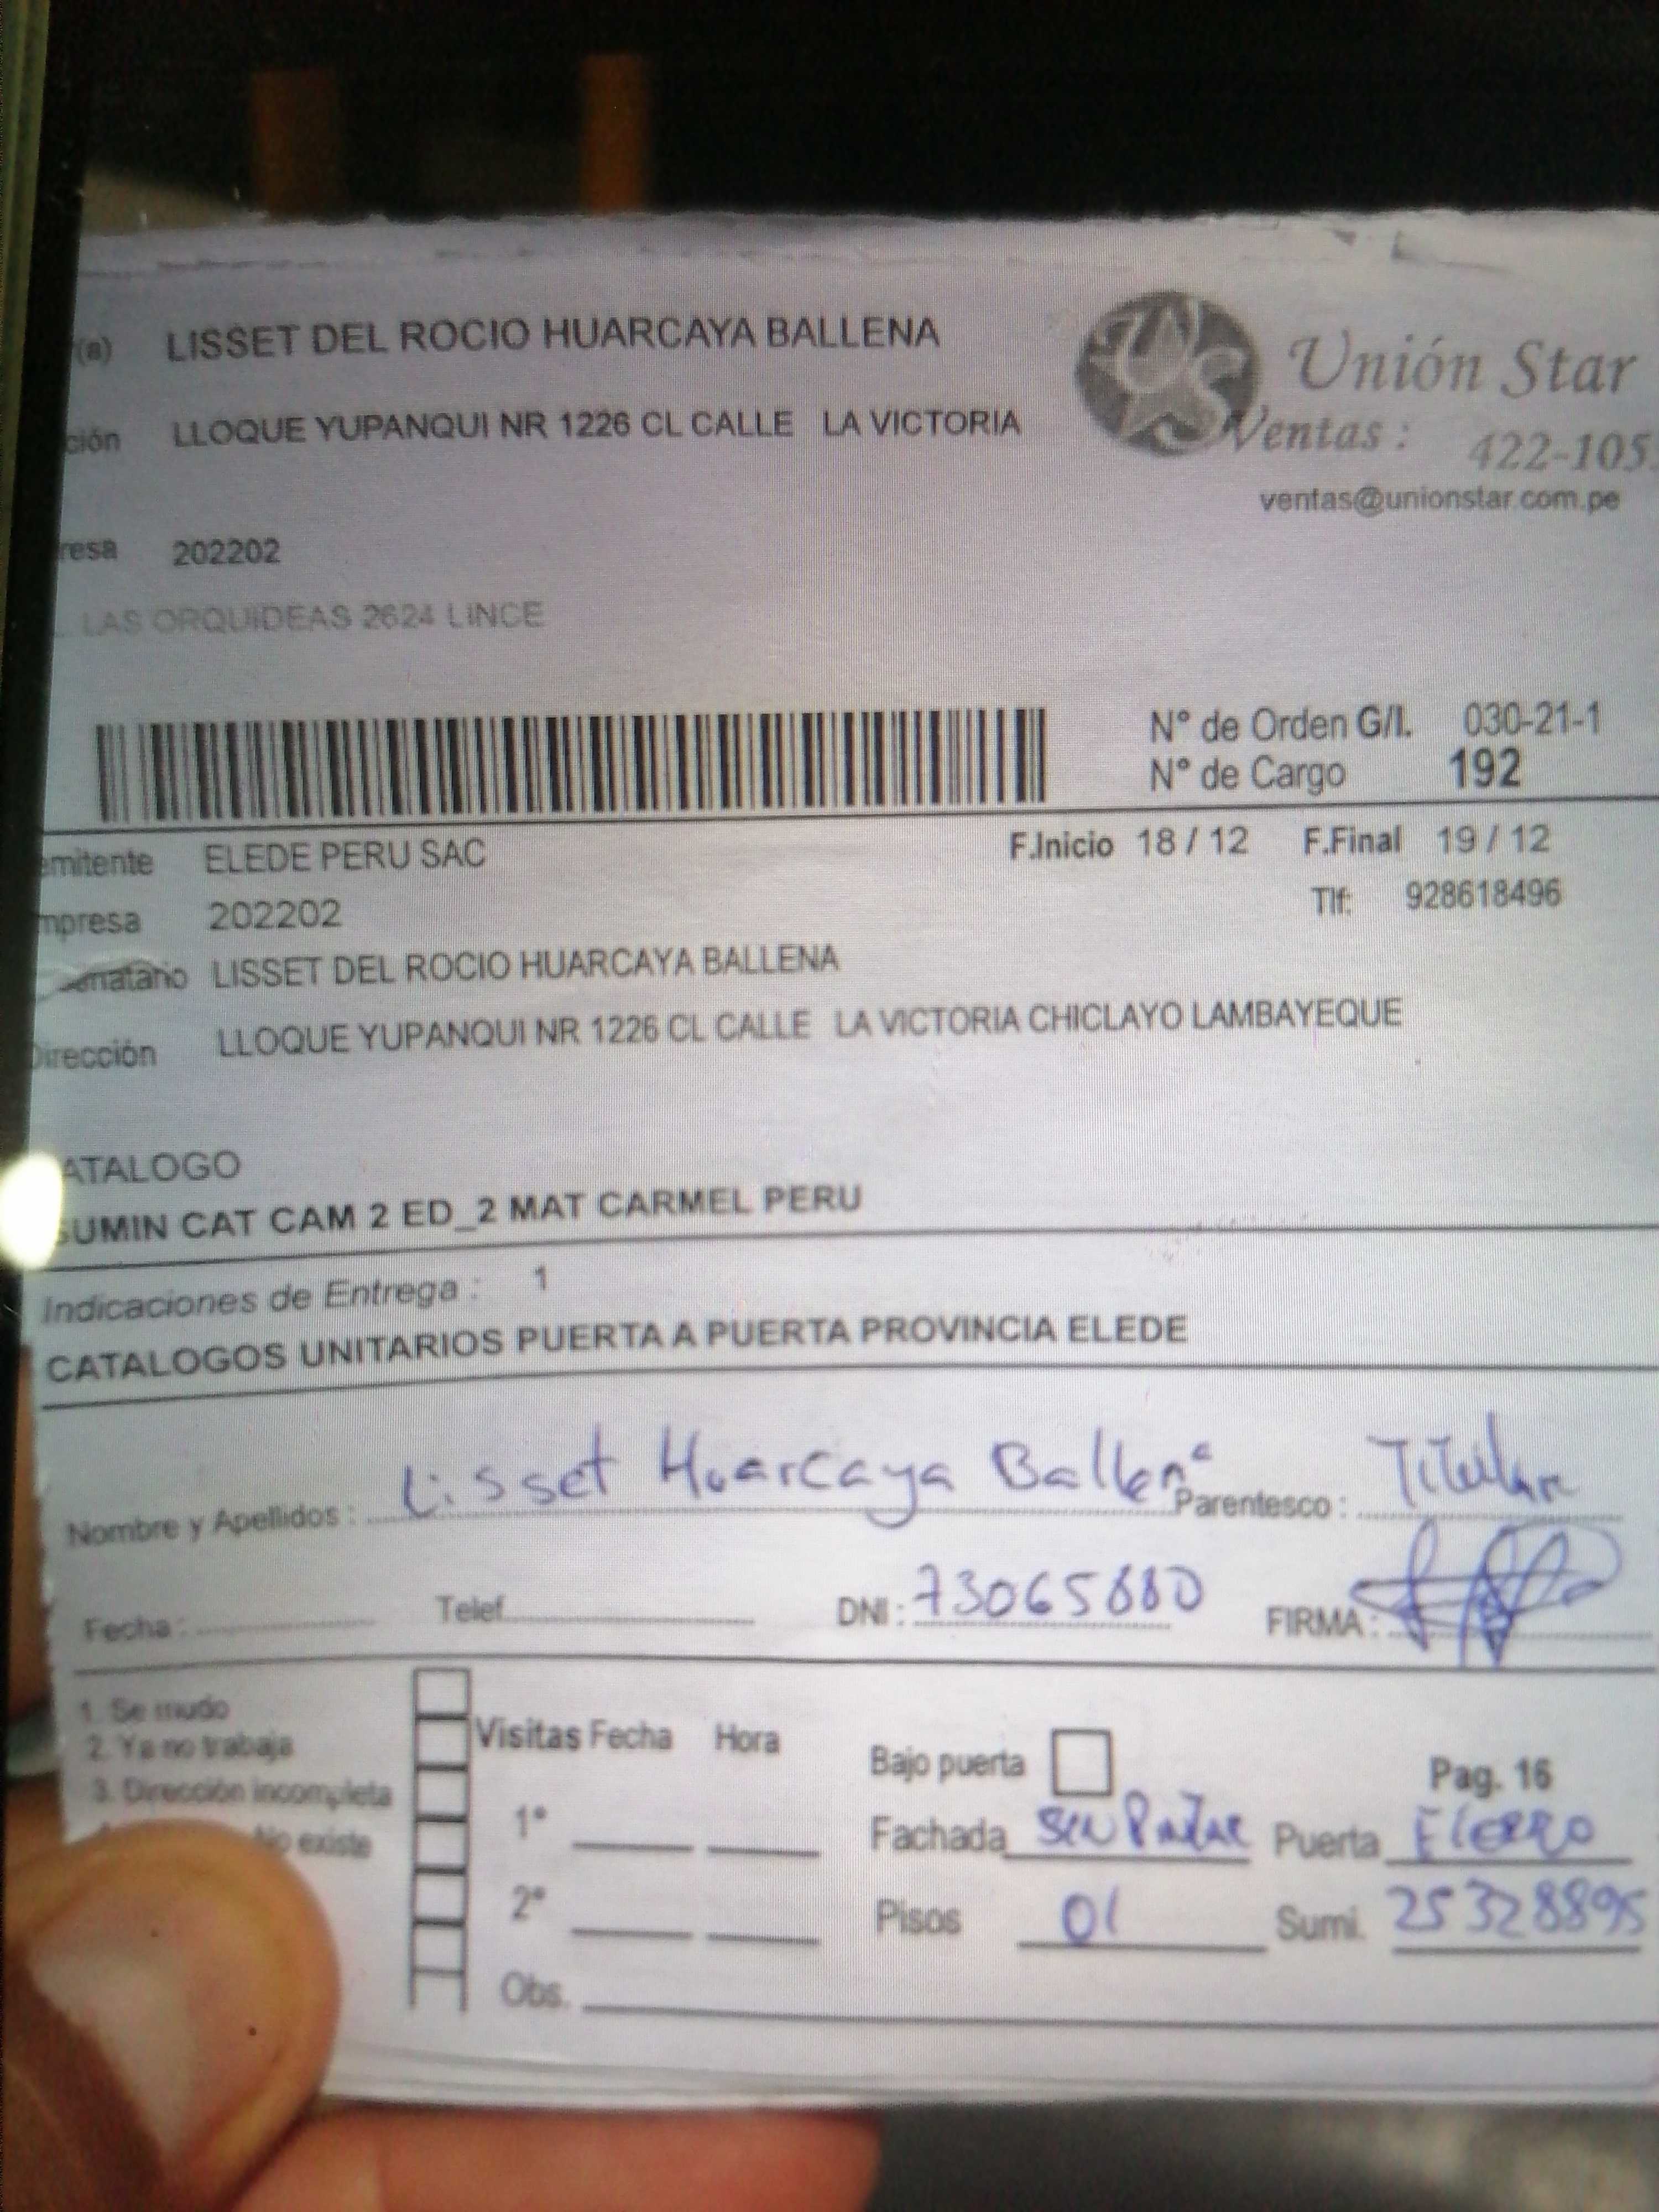 (a) LISSET DEL ROCIO HUARCAYA BALLENA
Unión Star
ción LLOQUE YUPANQUI NR 1226 CL CALLE LA VICTORIA
Ventas : 422-105
ventas@unionstar.com.pe
resa 202202
LAS ORQUIDEAS 2624 LINCE
N° de Orden G/I. 030-21-1
N° de Cargo 192
emitente ELEDE PERU SAC F.Inicio 18 / 12 F.Final 19 / 12
mpresa 202202 Tlf: 928618496
matario LISSET DEL ROCIO HUARCAYA BALLENA
Dirección LLOQUE YUPANQUI NR 1226 CL CALLE LA VICTORIA CHICLAYO LAMBAYEQUE
ATALOGO
SUMIN CAT CAM 2 ED_2 MAT CARMEL PERU
Indicaciones de Entrega : 1
CATALOGOS UNITARIOS PUERTA A PUERTA PROVINCIA ELEDE
Nombre y Apellidos : Lisset Huarcaya Ballena Parentesco : Titular
Fecha : Telef. DNI : 73065880 FIRMA :
1. Se mudo
2. Ya no trabaja
3. Dirección incompleta
No existe
Visitas Fecha Hora
1°
2°
Obs.
Bajo puerta Pag. 16
Fachada Puerta Fierro
Pisos 01 Sumi. 25328895